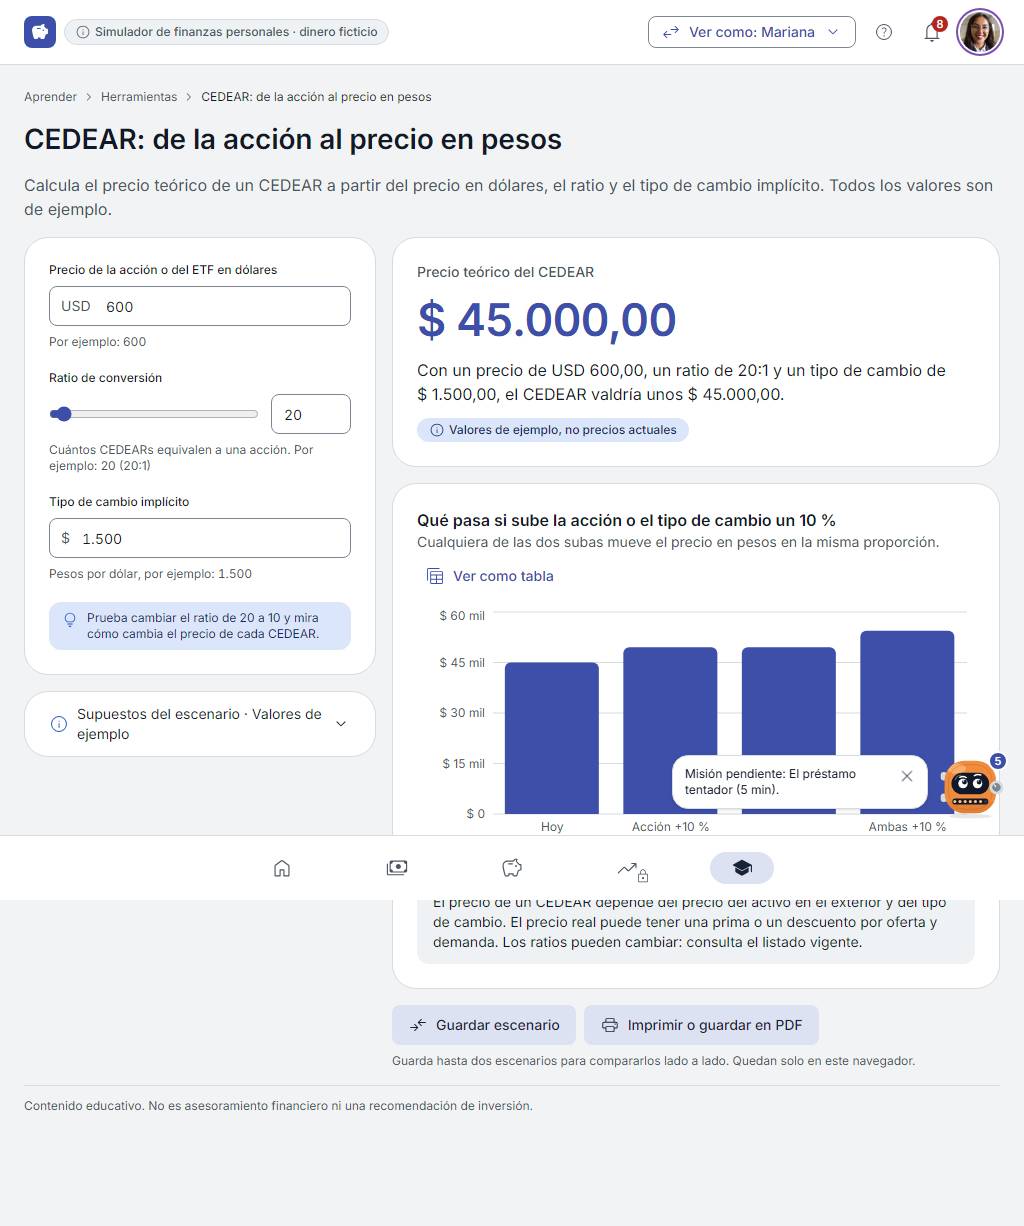 Simulador de finanzas personales · dinero ficticio
Ver como: Mariana
8
Aprender
Herramientas
CEDEAR: de la acción al precio en pesos
CEDEAR: de la acción al precio en pesos
Calcula el precio teórico de un CEDEAR a partir del precio en dólares, el ratio y el tipo de cambio implícito. Todos los valores son
de ejemplo.
Precio de la acción o del ETF en dólares
USD 600
Por ejemplo: 600
Ratio de conversión
20
Cuántos CEDEARs equivalen a una acción. Por
ejemplo: 20 (20:1)
Tipo de cambio implícito
$ 1.500
Pesos por dólar, por ejemplo: 1.500
Prueba cambiar el ratio de 20 a 10 y mira
cómo cambia el precio de cada CEDEAR.
Supuestos del escenario · Valores de
ejemplo
Precio teórico del CEDEAR
$ 45.000,00
Con un precio de USD 600,00, un ratio de 20:1 y un tipo de cambio de
$ 1.500,00, el CEDEAR valdría unos $ 45.000,00.
Valores de ejemplo, no precios actuales
Qué pasa si sube la acción o el tipo de cambio un 10 %
Cualquiera de las dos subas mueve el precio en pesos en la misma proporción.
Ver como tabla
$ 60 mil
$ 45 mil
$ 30 mil
$ 15 mil
$ 0
Hoy
Acción +10 %
Ambas +10 %
Misión pendiente: El préstamo
tentador (5 min).
5
El precio de un CEDEAR depende del precio del activo en el exterior y del tipo
de cambio. El precio real puede tener una prima o un descuento por oferta y
demanda. Los ratios pueden cambiar: consulta el listado vigente.
Guardar escenario
Imprimir o guardar en PDF
Guarda hasta dos escenarios para compararlos lado a lado. Quedan solo en este navegador.
Contenido educativo. No es asesoramiento financiero ni una recomendación de inversión.